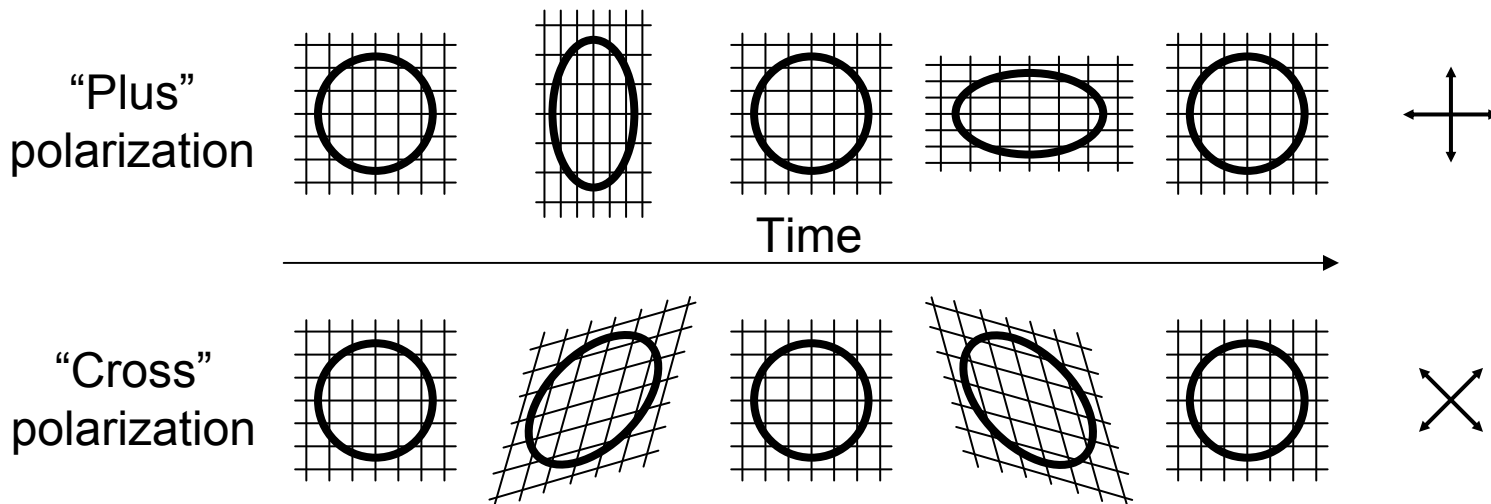 “Plus”
polarization
Time
“Cross”
polarization